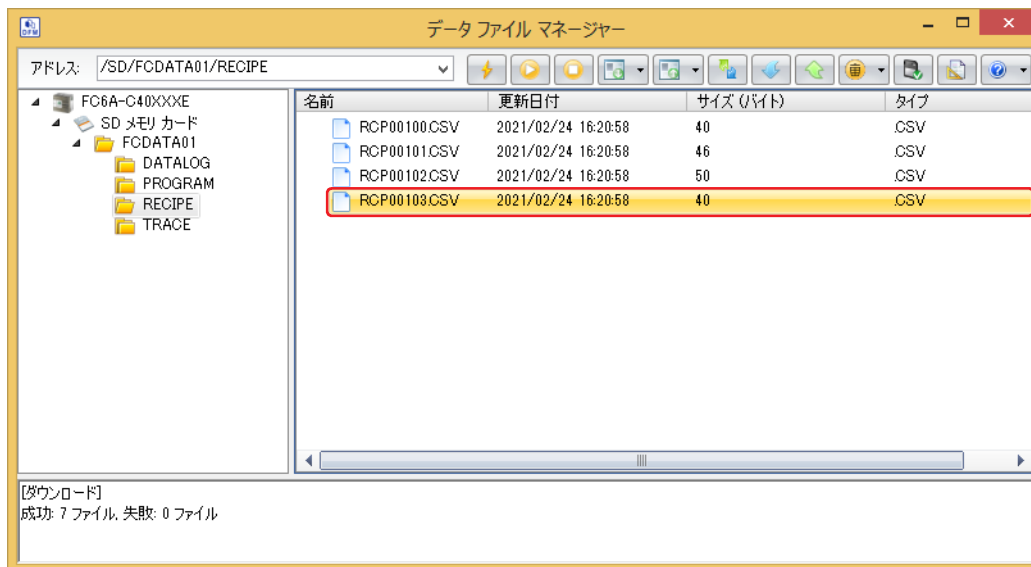 データ ファイル マネージャー
アドレス: /SD/FCDATA01/RECIPE
FC6A-C40XXXE
SD メモリ カード
FCDATA01
DATALOG
PROGRAM
RECIPE
TRACE
名前 更新日付 サイズ (バイト) タイプ
RCP00100.CSV 2021/02/24 16:20:58 40 .CSV
RCP00101.CSV 2021/02/24 16:20:58 46 .CSV
RCP00102.CSV 2021/02/24 16:20:58 50 .CSV
RCP00103.CSV 2021/02/24 16:20:58 40 .CSV
[ダウンロード]
成功: 7 ファイル, 失敗: 0 ファイル